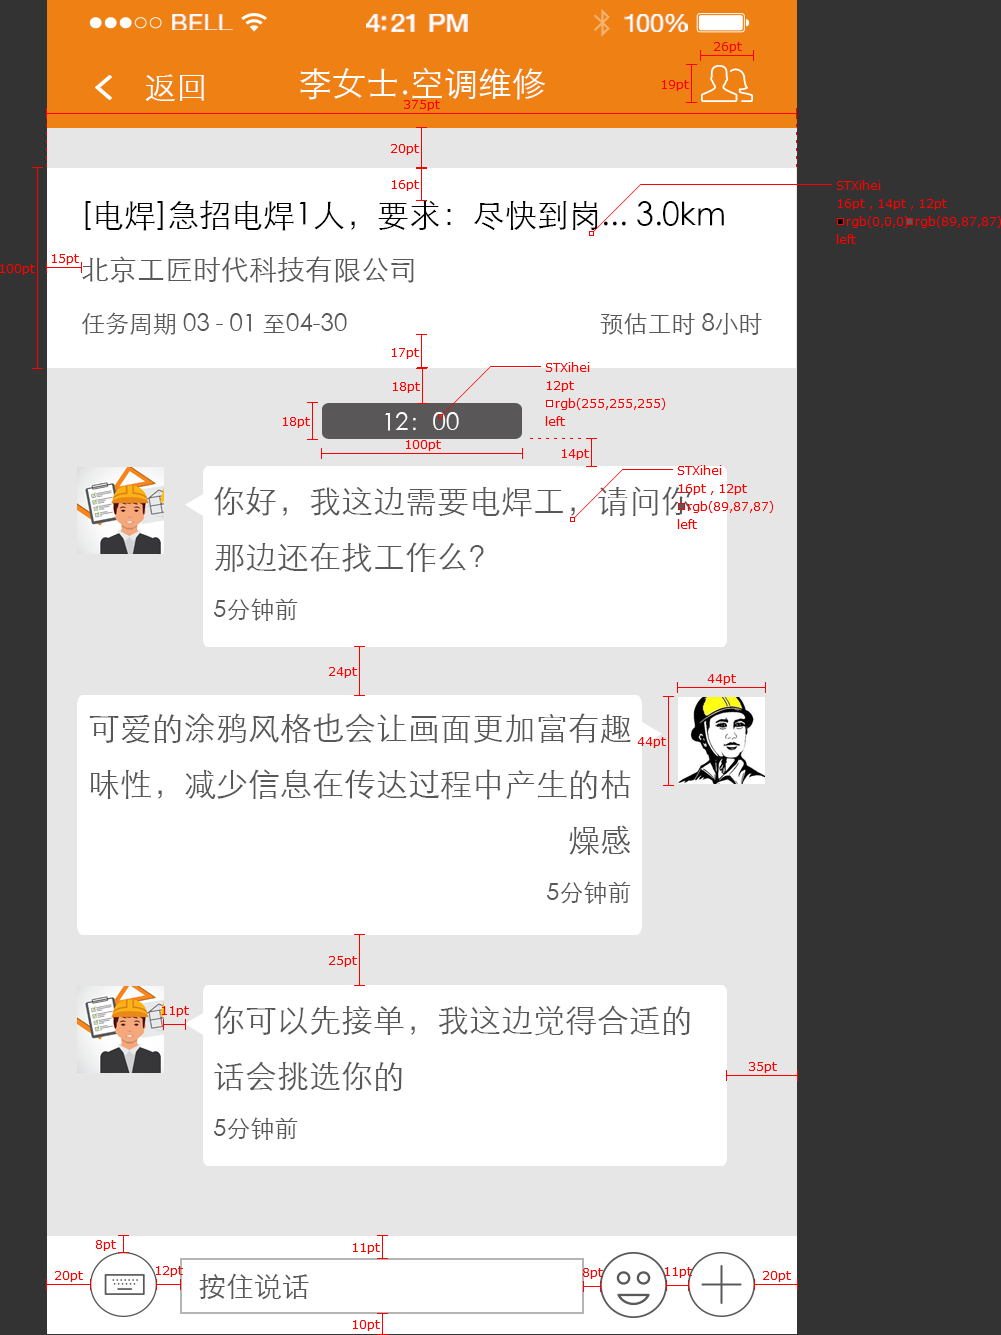 BELL 4:21 PM 100%
26pt
返回 李女士.空调维修
19pt
375pt
20pt
16pt
STXihei
16pt , 14pt , 12pt
rgb(0,0,0) rgb(89,87,87)
left
[电焊]急招电焊1人，要求：尽快到岗... 3.0km
15pt
100pt
北京工匠时代科技有限公司
任务周期 03 - 01 至04-30 预估工时 8小时
17pt
18pt
STXihei
12pt
rgb(255,255,255)
left
18pt
12：00
100pt
14pt
STXihei
16pt , 12pt
rgb(89,87,87)
left
你好，我这边需要电焊工，请问你
那边还在找工作么？
5分钟前
24pt
44pt
44pt
可爱的涂鸦风格也会让画面更加富有趣
味性，减少信息在传达过程中产生的枯
燥感
5分钟前
25pt
11pt
你可以先接单，我这边觉得合适的
话会挑选你的
5分钟前
35pt
8pt
11pt
20pt
12pt
按住说话
8pt
11pt
20pt
10pt